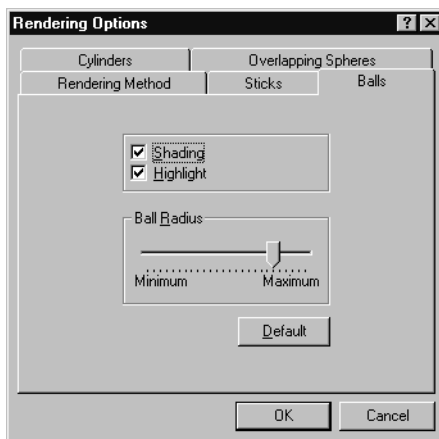 Rendering Options
Cylinders Overlapping Spheres
Rendering Method Sticks Balls
Shading
Highlight
Ball Radius
Minimum Maximum
Default
OK Cancel